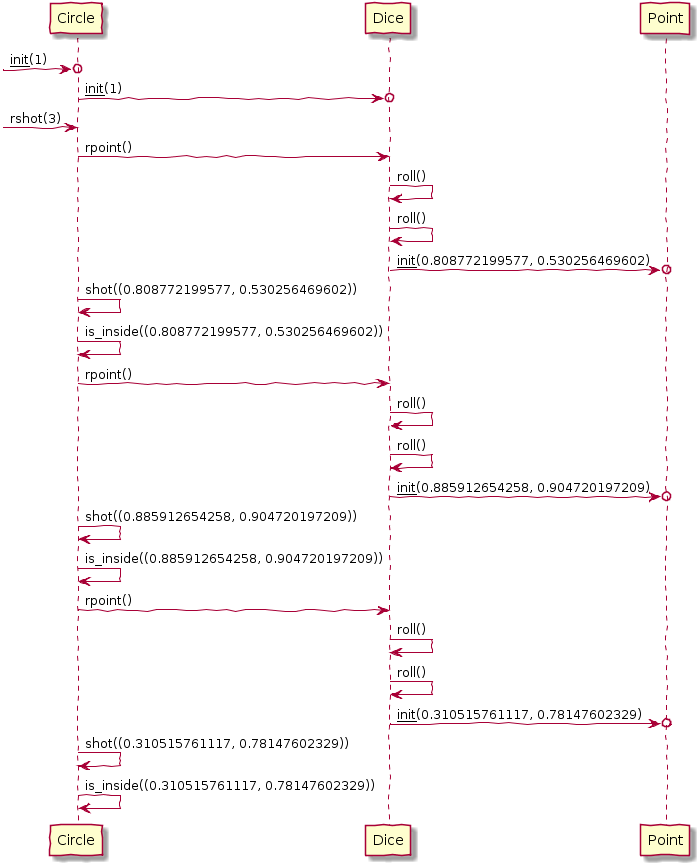 Circle Dice Point
init(1)
init(1)
rshot(3)
rpoint()
roll()
roll()
init(0.808772199577, 0.530256469602)
shot((0.808772199577, 0.530256469602))
is_inside((0.808772199577, 0.530256469602))
rpoint()
roll()
roll()
init(0.885912654258, 0.904720197209)
shot((0.885912654258, 0.904720197209))
is_inside((0.885912654258, 0.904720197209))
rpoint()
roll()
roll()
init(0.310515761117, 0.78147602329)
shot((0.310515761117, 0.78147602329))
is_inside((0.310515761117, 0.78147602329))
Circle Dice Point